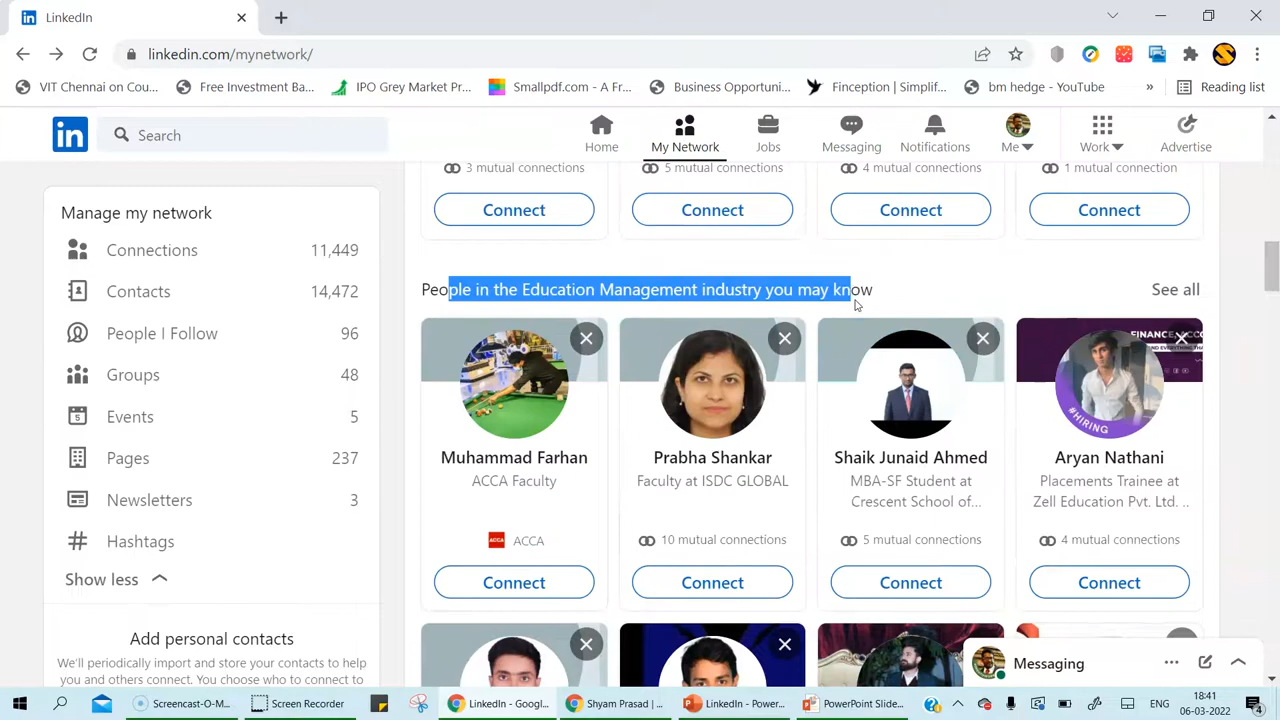 LinkedIn
linkedin.com/mynetwork/
VIT Chennai on Cou...
Free Investment Ba...
IPO Grey Market Pr...
Smallpdf.com - A Fr...
Business Opportuni...
Finception | Simplif...
bm hedge - YouTube
»
Reading list
in
Search
Home
My Network
Jobs
Messaging
Notifications
Me
Work
Advertise
3 mutual connections
5 mutual connections
4 mutual connections
1 mutual connection
Connect
Connect
Connect
Connect
Manage my network
Connections 11,449
Contacts 14,472
People I Follow 96
Groups 48
Events 5
Pages 237
Newsletters 3
Hashtags
Show less
Add personal contacts
We'll periodically import and store your contacts to help
you and others connect. You choose who to connect to
People in the Education Management industry you may know
See all
Muhammad Farhan
ACCA Faculty
ACCA ACCA
Connect
Prabha Shankar
Faculty at ISDC GLOBAL
10 mutual connections
Connect
Shaik Junaid Ahmed
MBA-SF Student at
Crescent School of...
5 mutual connections
Connect
#HIRING
Aryan Nathani
Placements Trainee at
Zell Education Pvt. Ltd. ..
4 mutual connections
Connect
Messaging
Screencast-O-M...
Screen Recorder
LinkedIn - Googl...
Shyam Prasad | ...
LinkedIn - Power...
PowerPoint Slide...
ENG
18:41
06-03-2022
4